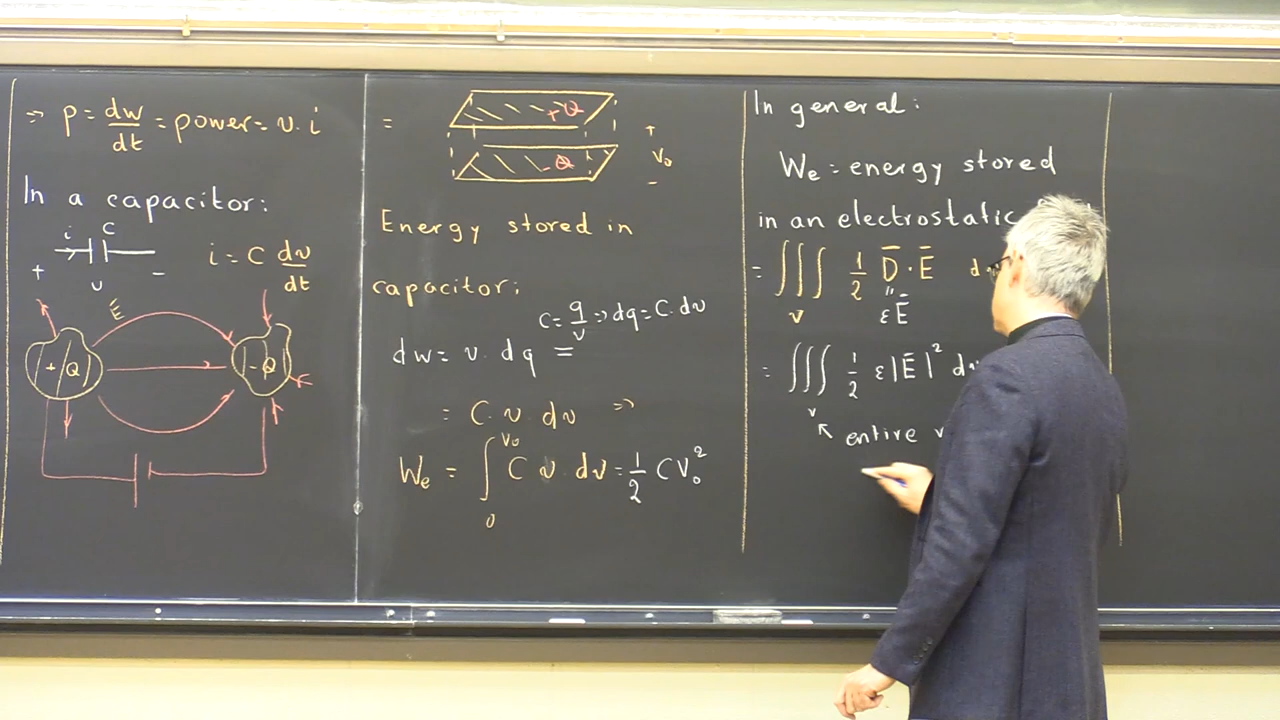 ⇒ p = dw/dt = power = v. i
In a capacitor:
i C
+ v -
i = C dv/dt
Ē
+ Q - Q
=
+Q
-Q
+
V₀
-
Energy stored in
capacitor:
C = q/v ⇒ dq = C. dv
dw = v. dq =
= C. v. dv ⇒
We = ∫₀^V₀ C v. dv = 1/2 C V₀²
In general:
We = energy stored
in an electrostatic
= ∭v 1/2 D̄ · Ē d
" εĒ
= ∭v 1/2 ε|Ē|² dv
↖ entire